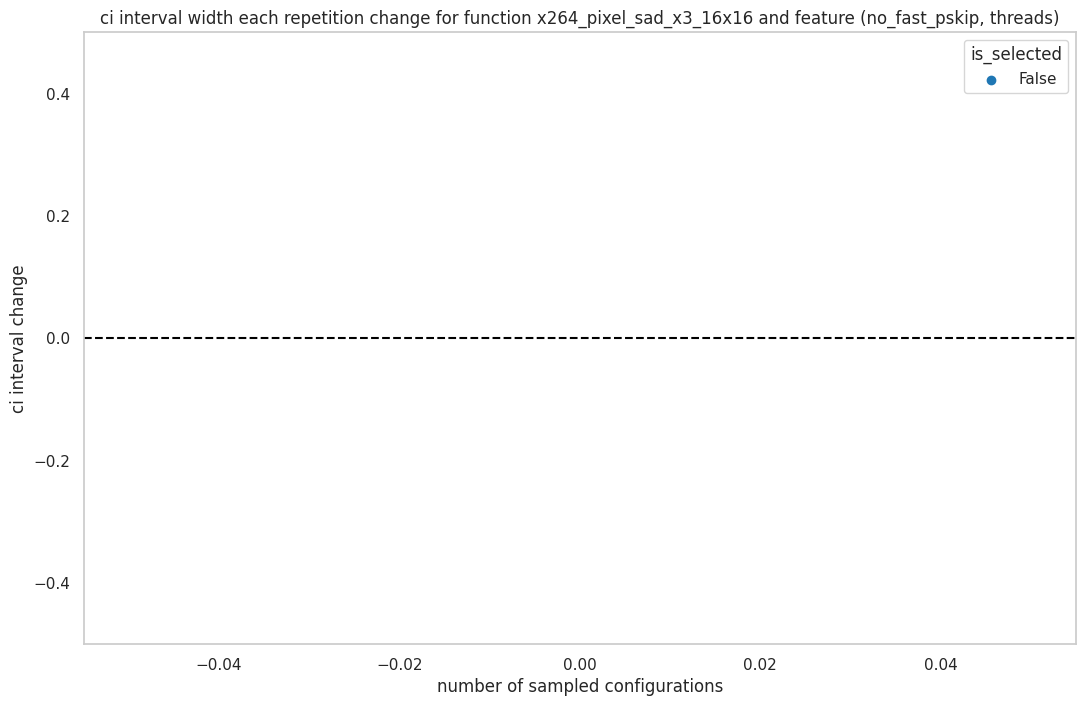 ci interval width each repetition change for function x264_pixel_sad_x3_16x16 and feature (no_fast_pskip, threads)
is_selected
False
0.4
0.2
0.0
−0.2
−0.4
ci interval change
−0.04
−0.02
0.00
0.02
0.04
number of sampled configurations